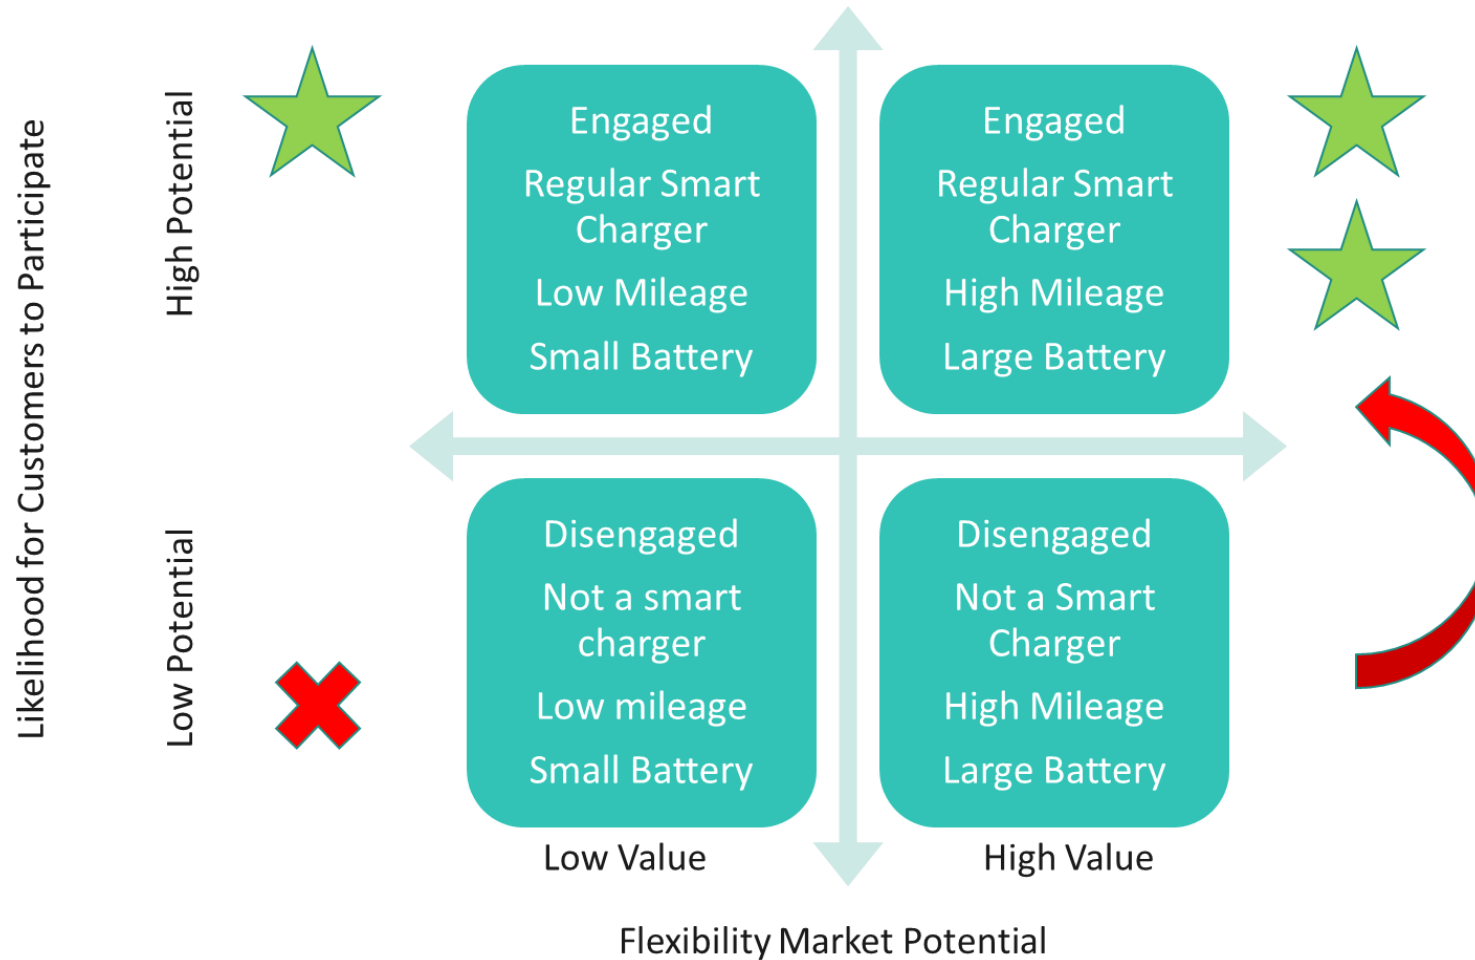 Likelihood for Customers to Participate
High Potential
Low Potential
Engaged
Regular Smart
Charger
Low Mileage
Small Battery
Engaged
Regular Smart
Charger
High Mileage
Large Battery
Disengaged
Not a smart
charger
Low mileage
Small Battery
Disengaged
Not a Smart
Charger
High Mileage
Large Battery
Low Value
High Value
Flexibility Market Potential